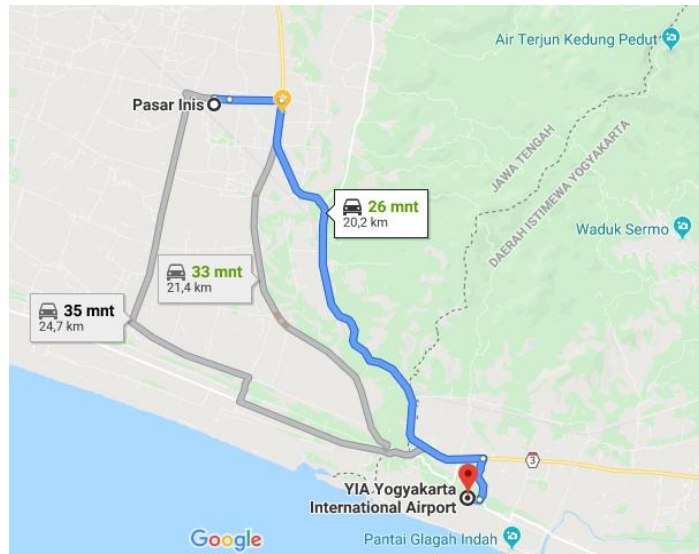 Air Terjun Kedung Pedut
Pasar Inis
JAWA TENGAH
DAERAH ISTIMEWA YOGYAKARTA
26 mnt
20,2 km
Waduk Sermo
33 mnt
21,4 km
35 mnt
24,7 km
3
YIA Yogyakarta
International Airport
Google
Pantai Glagah Indah